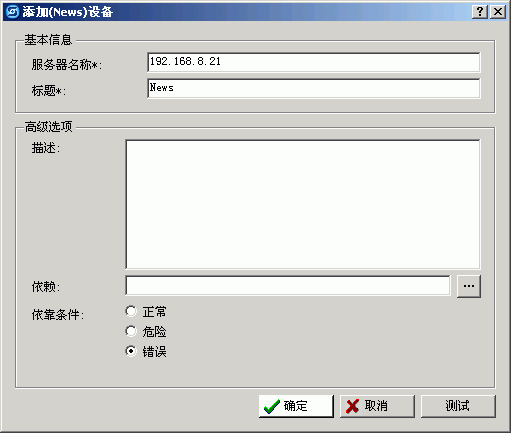 添加(News)设备
基本信息
服务器名称*: 192.168.8.21
标题*: News
高级选项
描述:
依赖: ...
依靠条件: 正常
危险
错误
确定 取消 测试